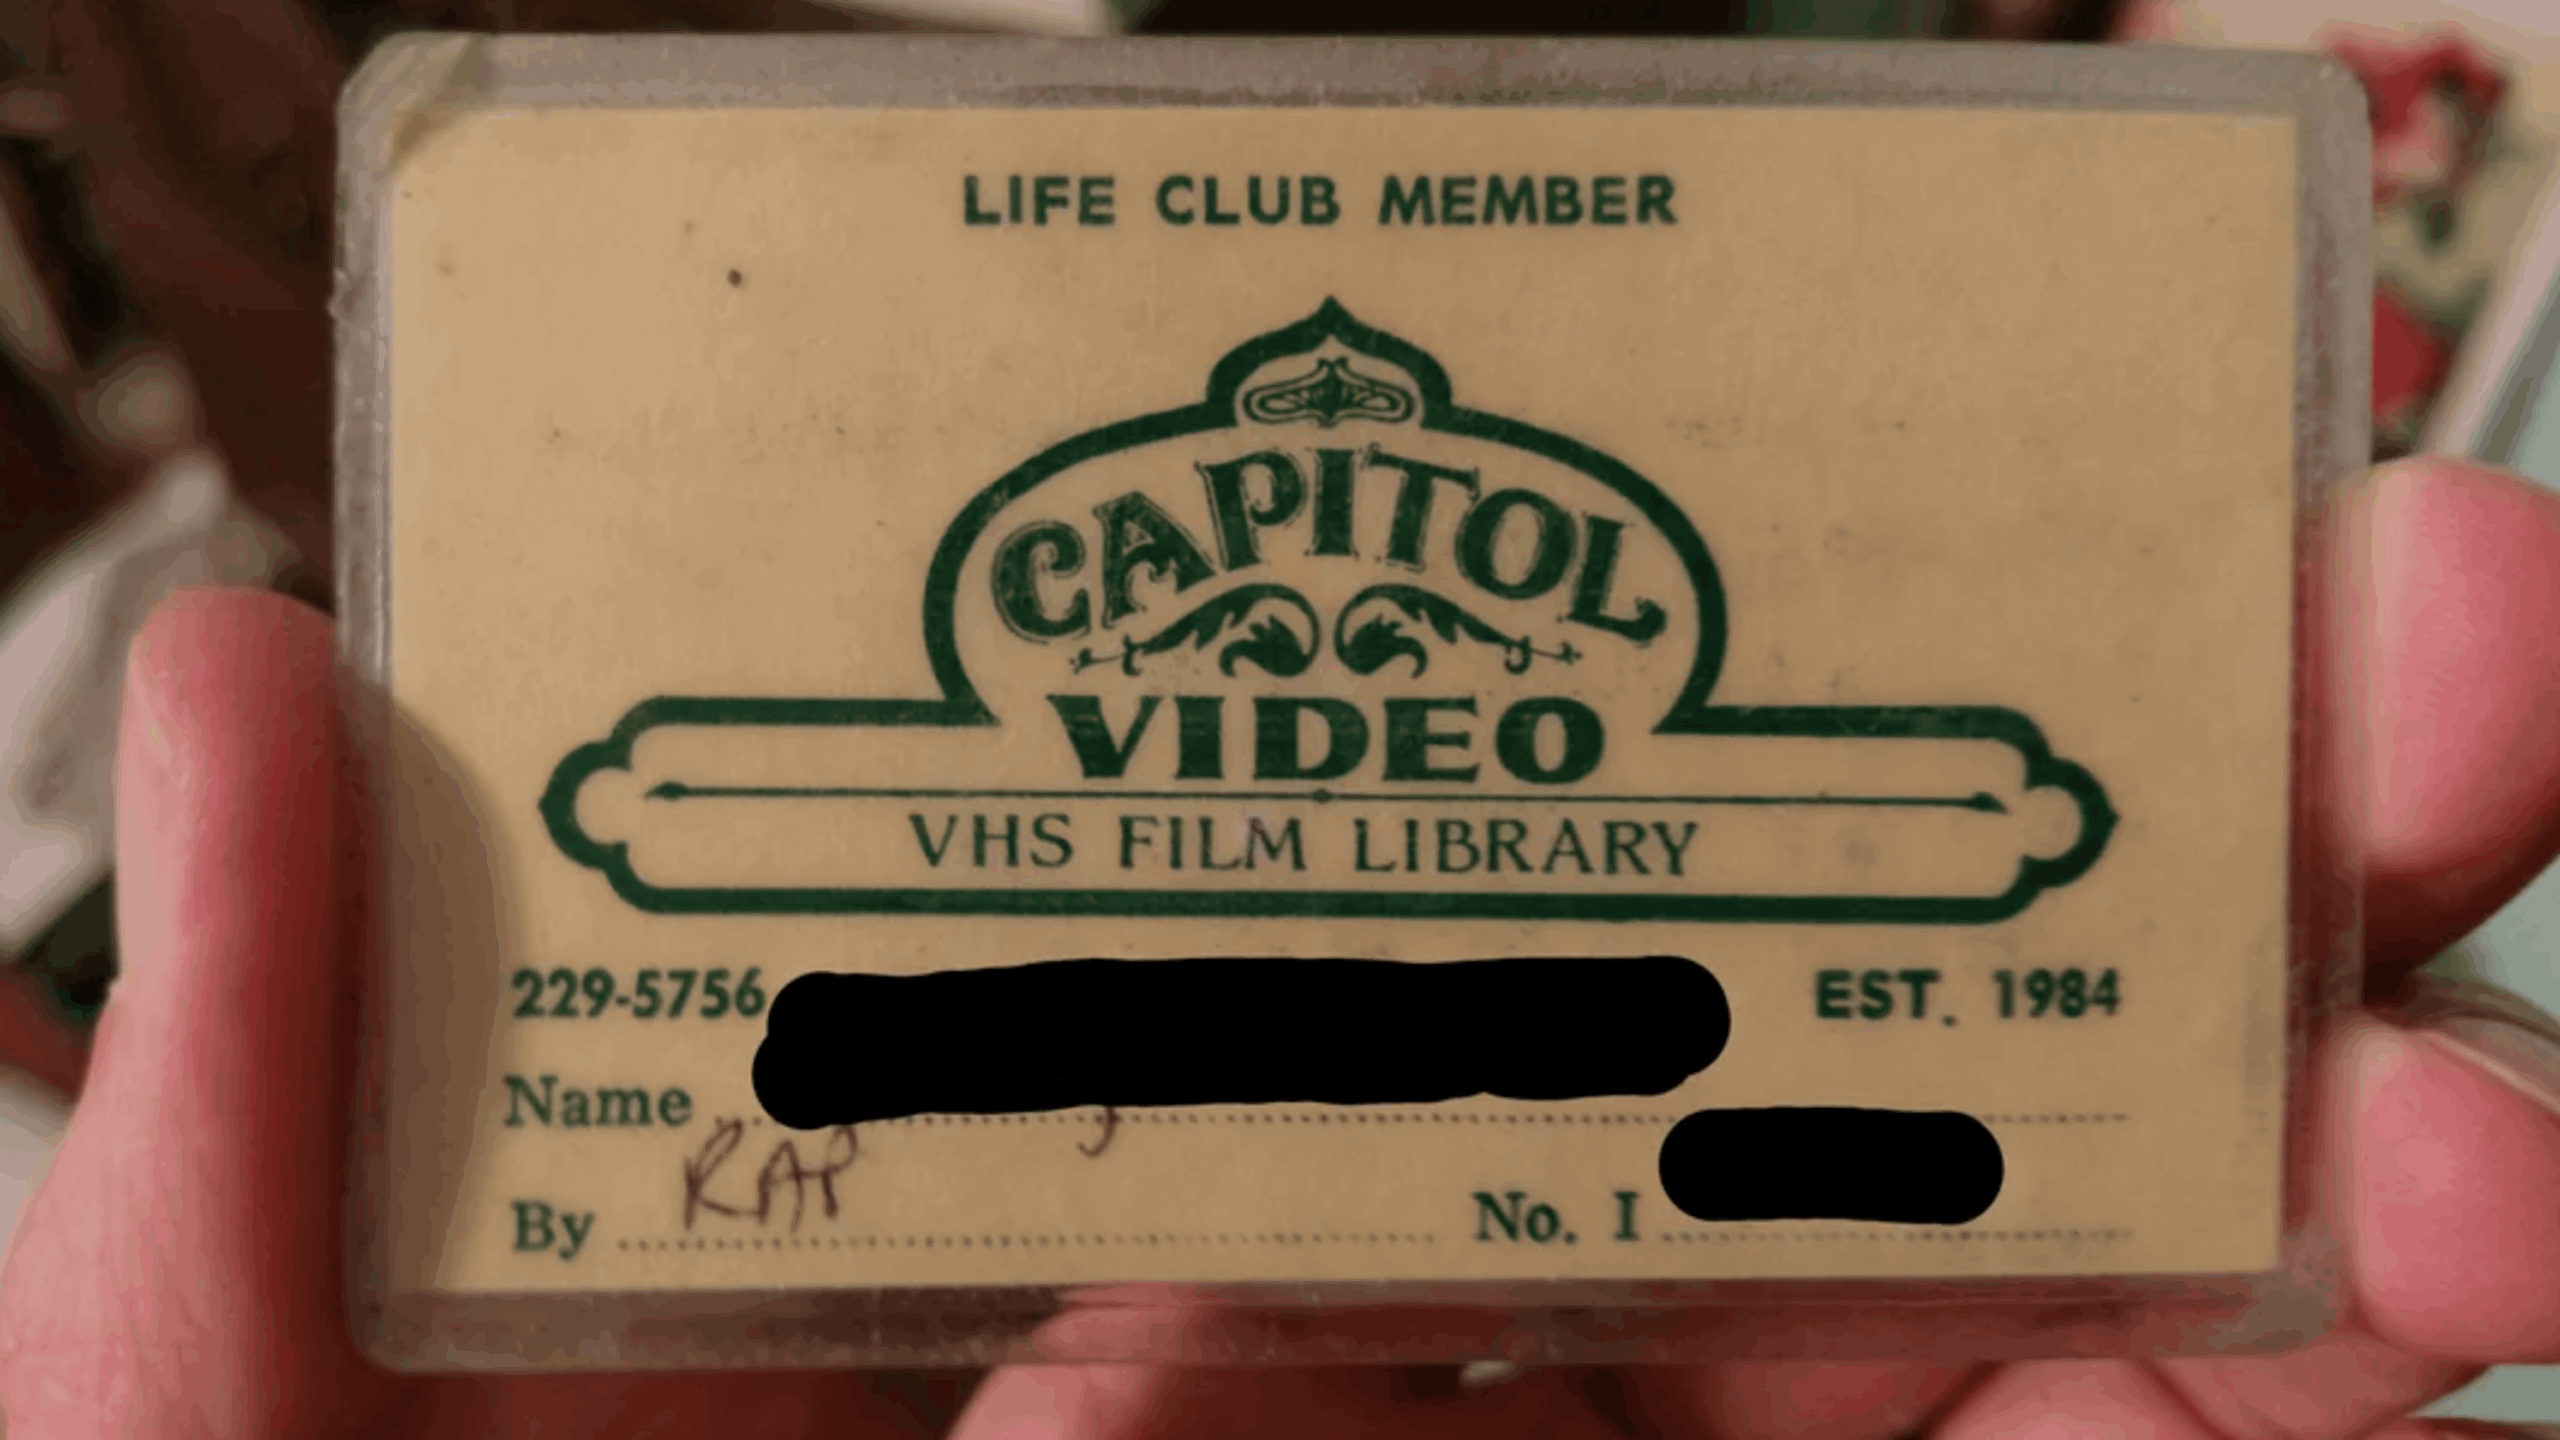 LIFE CLUB MEMBER
CAPITOL
VIDEO
VHS FILM LIBRARY
229-5756 EST. 1984
Name
By RAP No. I